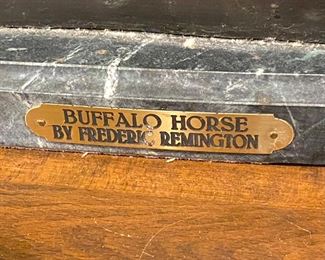 BUFFALO HORSE
BY FREDERIC REMINGTON